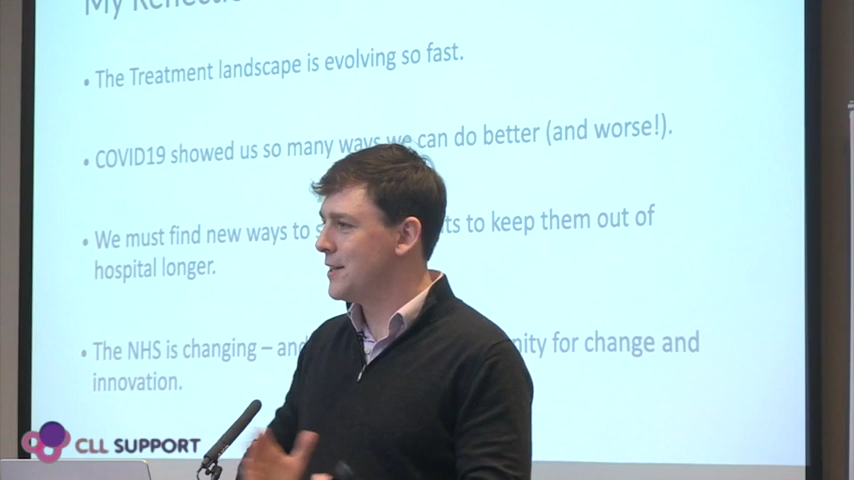 My
• The Treatment landscape is evolving so fast.
• COVID19 showed us so many ways we can do better (and worse!).
• We must find new ways to to keep them out of
hospital longer.
• The NHS is changing – and for change and
innovation.
CLL SUPPORT